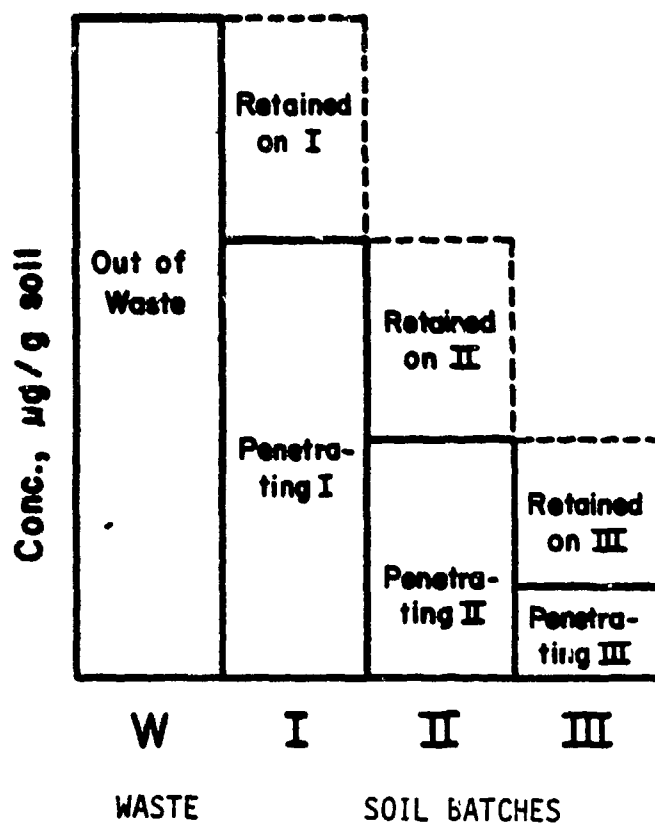 Conc., µg/g soil
Out of
Waste
Retained
on I
Penetra-
ting I
Retained
on II
Penetra-
ting II
Retained
on III
Penetra-
ting III
W I II III
WASTE SOIL BATCHES